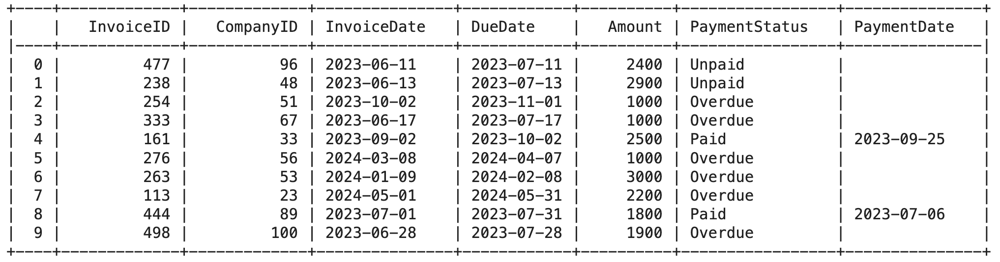 +----+-------------+-------------+---------------+------------+----------+-----------------+---------------+
|    |   InvoiceID |   CompanyID | InvoiceDate   | DueDate    |   Amount | PaymentStatus   | PaymentDate   |
|----+-------------+-------------+---------------+------------+----------+-----------------+---------------|
|  0 |         477 |          96 | 2023-06-11    | 2023-07-11 |     2400 | Unpaid          |               |
|  1 |         238 |          48 | 2023-06-13    | 2023-07-13 |     2900 | Unpaid          |               |
|  2 |         254 |          51 | 2023-10-02    | 2023-11-01 |     1000 | Overdue         |               |
|  3 |         333 |          67 | 2023-06-17    | 2023-07-17 |     1000 | Overdue         |               |
|  4 |         161 |          33 | 2023-09-02    | 2023-10-02 |     2500 | Paid            | 2023-09-25    |
|  5 |         276 |          56 | 2024-03-08    | 2024-04-07 |     1000 | Overdue         |               |
|  6 |         263 |          53 | 2024-01-09    | 2024-02-08 |     3000 | Overdue         |               |
|  7 |         113 |          23 | 2024-05-01    | 2024-05-31 |     2200 | Overdue         |               |
|  8 |         444 |          89 | 2023-07-01    | 2023-07-31 |     1800 | Paid            | 2023-07-06    |
|  9 |         498 |         100 | 2023-06-28    | 2023-07-28 |     1900 | Overdue         |               |
+----+-------------+-------------+---------------+------------+----------+-----------------+---------------+